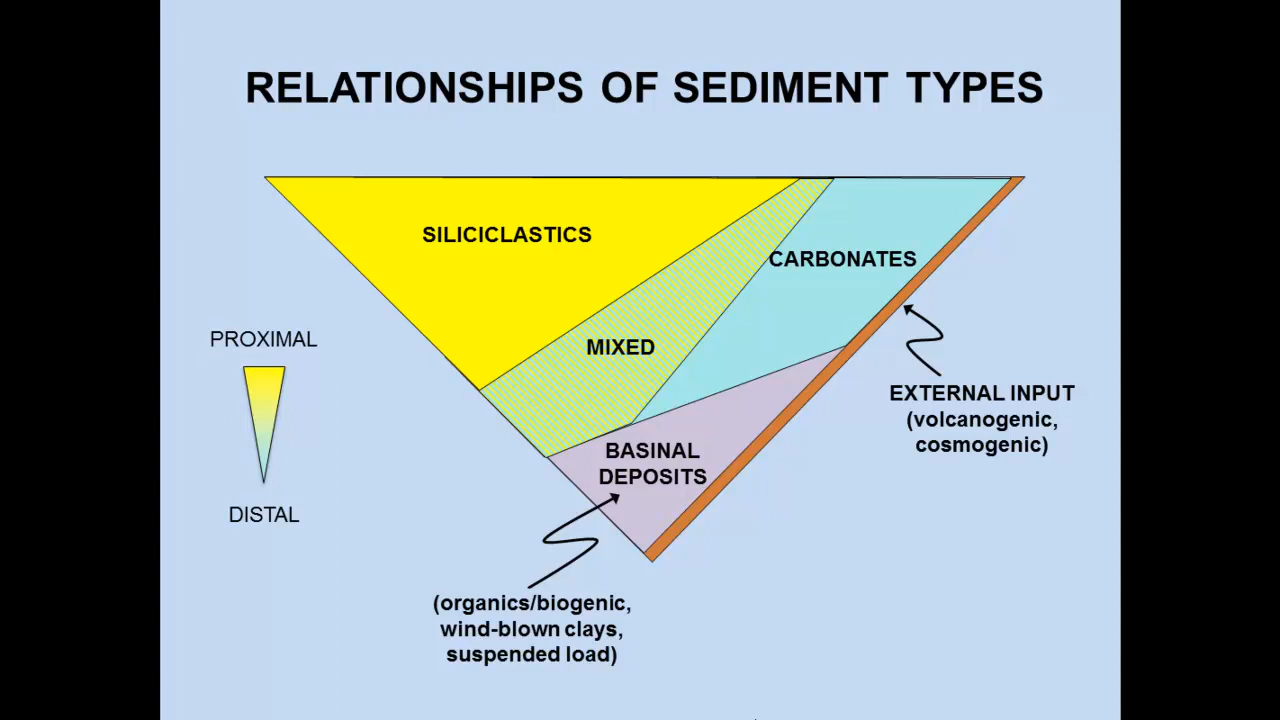 RELATIONSHIPS OF SEDIMENT TYPES
SILICICLASTICS
CARBONATES
MIXED
PROXIMAL
DISTAL
BASINAL
DEPOSITS
EXTERNAL INPUT
(volcanogenic,
cosmogenic)
(organics/biogenic,
wind-blown clays,
suspended load)